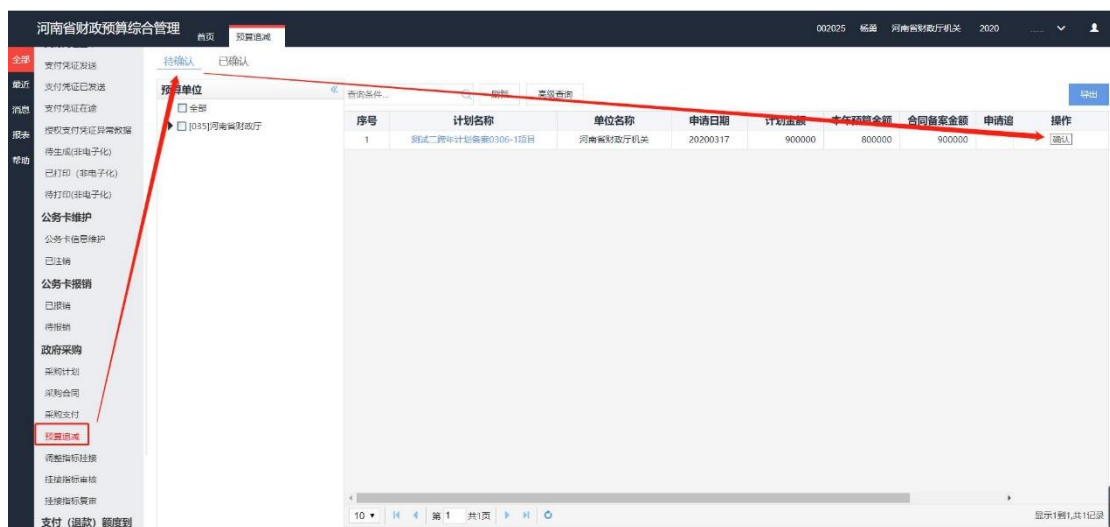 河南省财政预算综合管理 首页 预算追减 002025 杨菌 河南省财政厅机关 2020
全部
最近
消息
报表
帮助
支付凭证发送
支付凭证已发送
支付凭证在途
授权支付凭证异常数据
待生成(非电子化)
已打印 (非电子化)
待打印(非电子化)
公务卡维护
公务卡信息维护
已注销
公务卡报销
已报销
待报销
政府采购
采购计划
采购合同
采购支付
预算追减
调整指标挂接
挂接指标审核
挂接指标复审
支付（退款）额度到
待确认 已确认
预算单位
全部
[035]河南省财政厅
查询条件... 刷新 高级查询 导出
序号 计划名称 单位名称 申请日期 计划金额 本年预算金额 合同备案金额 申请追 操作
1 测试二跨年计划备案0306-1项目 河南省财政厅机关 20200317 900000 800000 900000 确认
10 第 1 共1页 显示1到1,共1记录